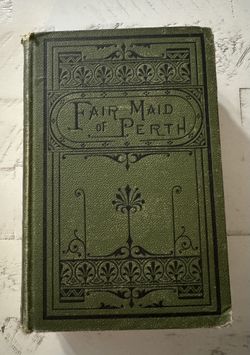 FAIR MAID
OF PERTH